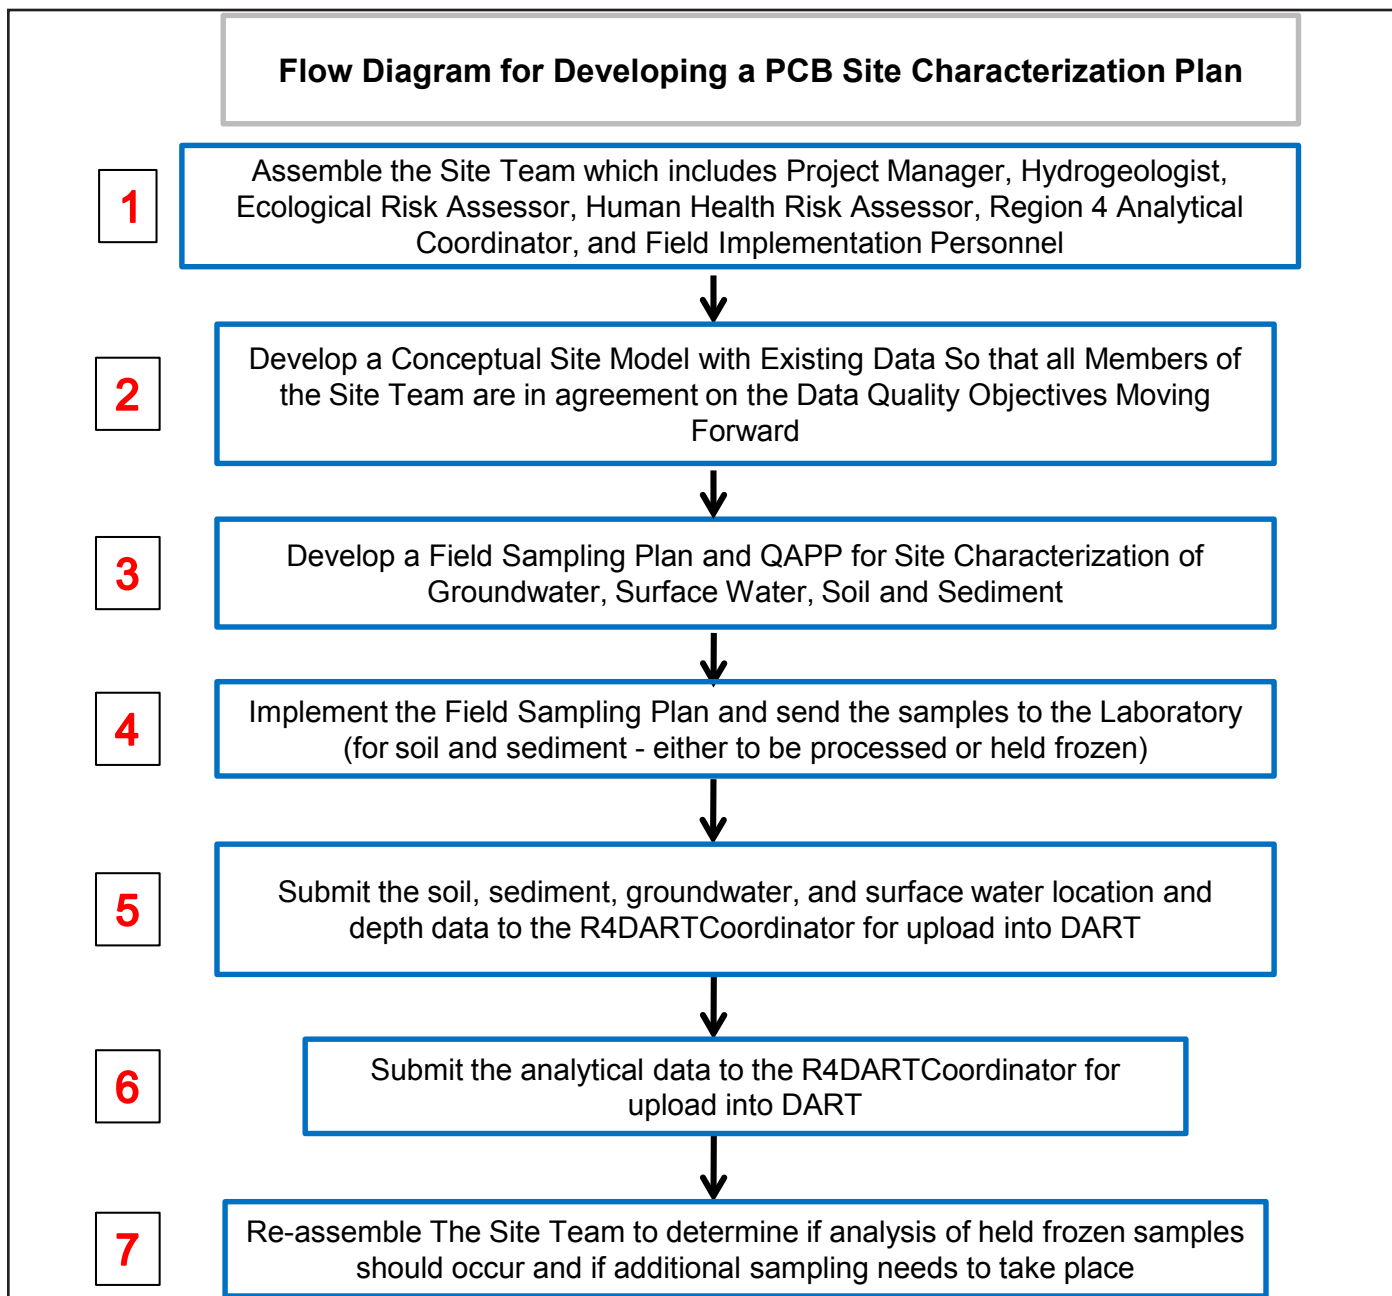 Flow Diagram for Developing a PCB Site Characterization Plan
1
Assemble the Site Team which includes Project Manager, Hydrogeologist,
Ecological Risk Assessor, Human Health Risk Assessor, Region 4 Analytical
Coordinator, and Field Implementation Personnel
2
Develop a Conceptual Site Model with Existing Data So that all Members of
the Site Team are in agreement on the Data Quality Objectives Moving
Forward
3
Develop a Field Sampling Plan and QAPP for Site Characterization of
Groundwater, Surface Water, Soil and Sediment
4
Implement the Field Sampling Plan and send the samples to the Laboratory
(for soil and sediment - either to be processed or held frozen)
5
Submit the soil, sediment, groundwater, and surface water location and
depth data to the R4DARTCoordinator for upload into DART
6
Submit the analytical data to the R4DARTCoordinator for
upload into DART
7
Re-assemble The Site Team to determine if analysis of held frozen samples
should occur and if additional sampling needs to take place